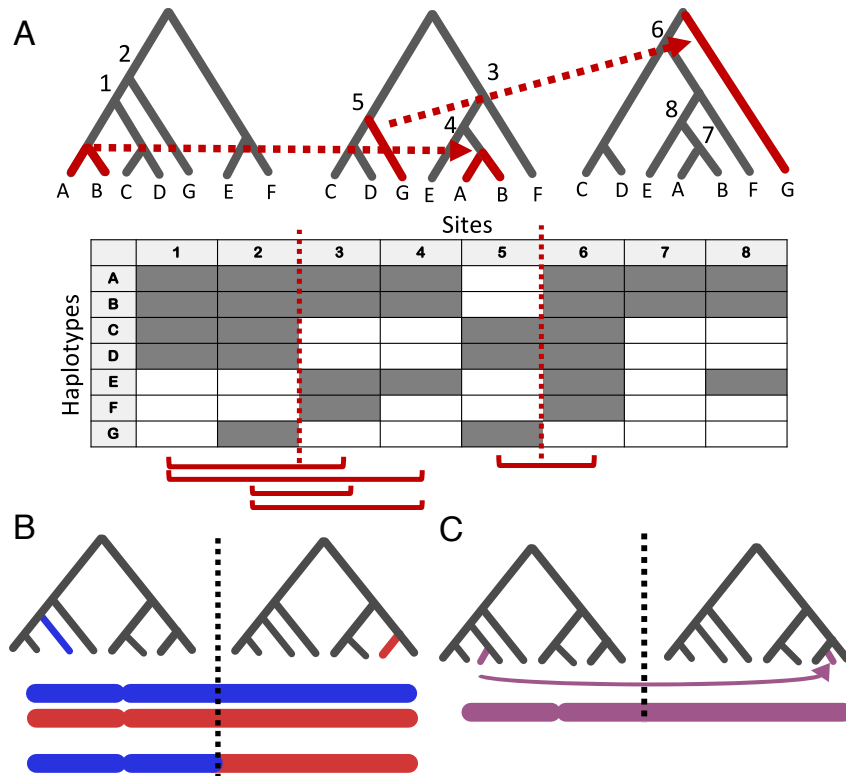 A
2
1
A B C D G E F
3
5
4
C D G E A B F
6
8
7
C D E A B F G
Sites
1 2 3 4 5 6 7 8
Haplotypes
A
B
C
D
E
F
G
B
C